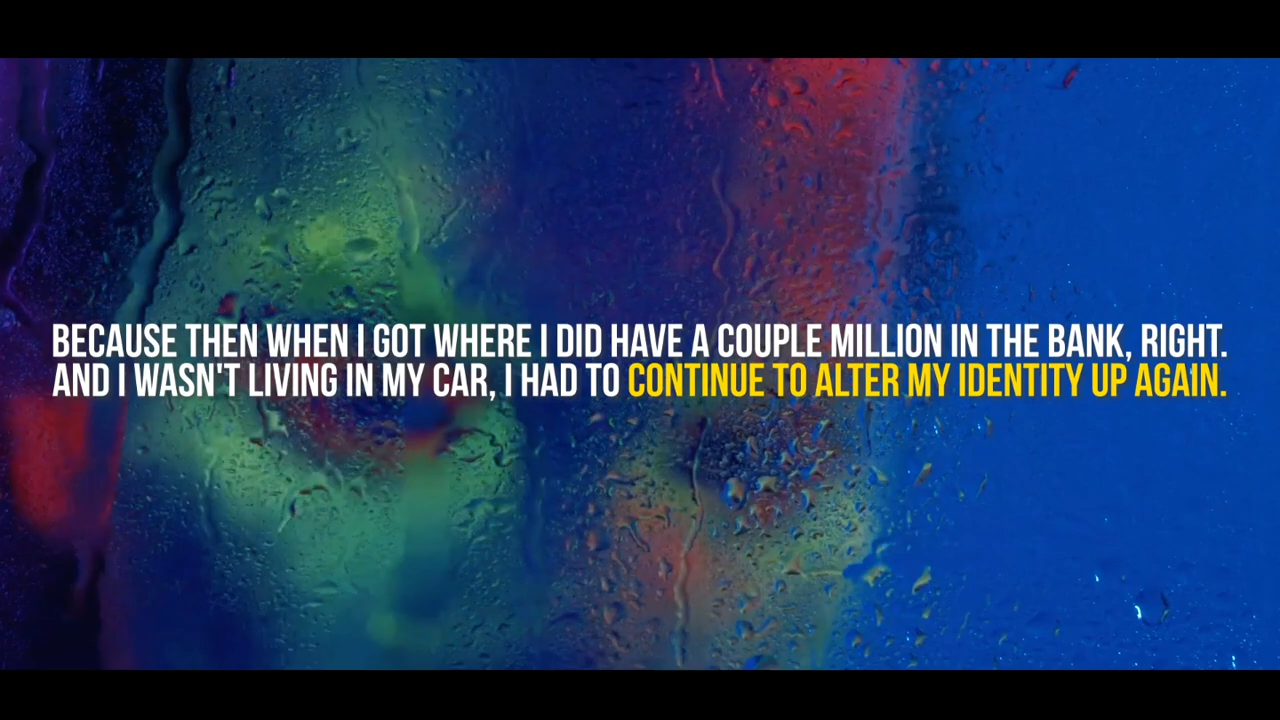 BECAUSE THEN WHEN I GOT WHERE I DID HAVE A COUPLE MILLION IN THE BANK, RIGHT.
AND I WASN'T LIVING IN MY CAR, I HAD TO CONTINUE TO ALTER MY IDENTITY UP AGAIN.